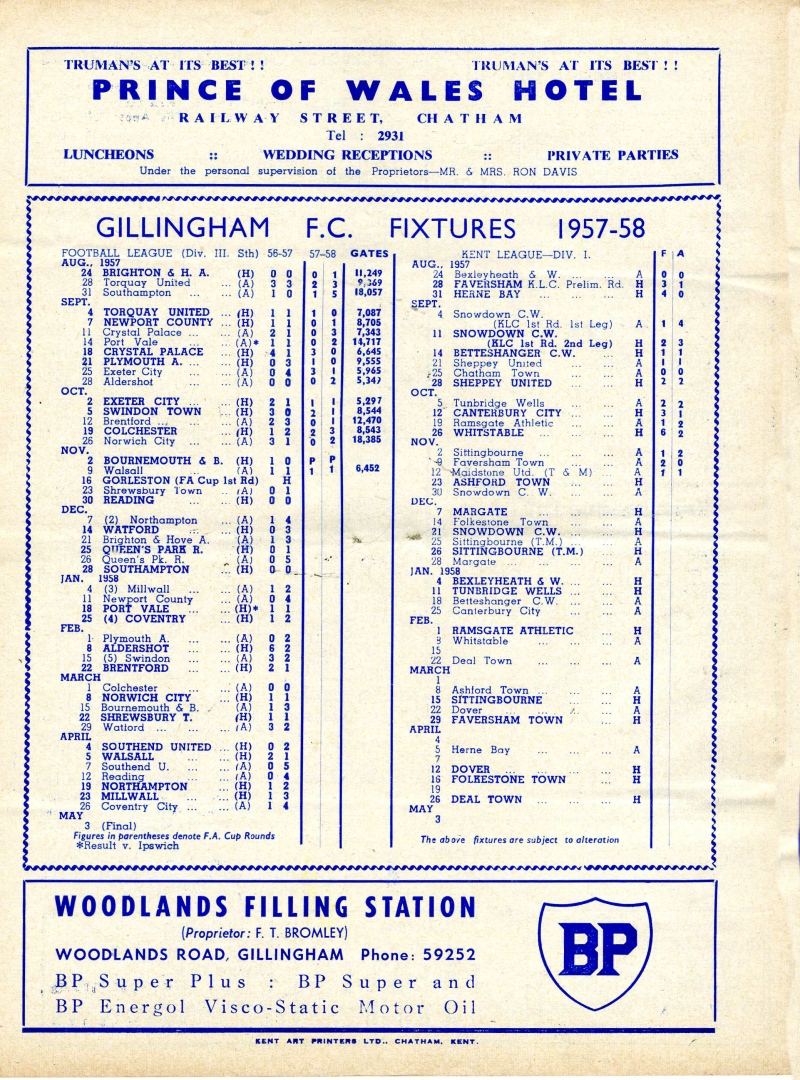 TRUMAN'S AT ITS BEST ! ! TRUMAN'S AT ITS BEST ! !
PRINCE OF WALES HOTEL
RAILWAY STREET, CHATHAM
Tel : 2931
LUNCHEONS :: WEDDING RECEPTIONS :: PRIVATE PARTIES
Under the personal supervision of the Proprietors—MR. & MRS. RON DAVIS
GILLINGHAM F.C. FIXTURES 1957-58
FOOTBALL LEAGUE (Div. III. Sth) 56-57 57-58 GATES
AUG., 1957
24 BRIGHTON & H. A. (H) 0 0 0 1 11,249
28 Torquay United ... (A) 3 3 2 3 9,369
31 Southampton ... (A) 1 0 1 5 18,057
SEPT.
4 TORQUAY UNITED ... (H) 1 1 1 0 7,087
7 NEWPORT COUNTY ... (H) 1 1 0 1 8,705
11 Crystal Palace ... ... (A) 2 1 0 3 7,343
14 Port Vale ... ... (A)* 1 1 0 2 14,717
18 CRYSTAL PALACE ... (H) 4 1 3 0 6,645
21 PLYMOUTH A. ... ... (H) 0 3 1 0 9,555
25 Exeter City ... ... (A) 0 4 3 1 5,965
28 Aldershot ... ... (A) 0 0 0 2 5,347
OCT.
2 EXETER CITY ... ... (H) 2 1 1 1 5,297
5 SWINDON TOWN ... (H) 3 0 2 1 8,544
12 Brentford ... ... ... (A) 2 3 0 1 12,470
19 COLCHESTER ... (H) 1 2 2 3 8,543
26 Norwich City ... ... (A) 3 1 0 2 18,385
NOV.
2 BOURNEMOUTH & B. (H) 1 0 P P
9 Walsall ... ... (A) 1 1 1 1 6,452
16 GORLESTON (FA Cup 1st Rd) H
23 Shrewsbury Town ... (A) 0 1
30 READING ... ... (H) 0 0
DEC.
7 (2) Northampton ... (A) 1 4
14 WATFORD ... ... (H) 0 3
21 Brighton & Hove A. ... (A) 1 3
25 QUEEN'S PARK R. ... (H) 0 1
26 Queen's Pk. R. ... (A) 0 5
28 SOUTHAMPTON ... (H) 0 0
JAN. 1958
4 (3) Millwall ... ... (A) 1 2
11 Newport County ... (A) 0 4
18 PORT VALE ... ... (H)* 1 1
25 (4) COVENTRY ... (H) 1 2
FEB.
1 Plymouth A. ... ... (A) 0 2
8 ALDERSHOT ... ... (H) 6 2
15 (5) Swindon ... ... (A) 3 2
22 BRENTFORD ... ... (H) 2 1
MARCH
1 Colchester ... ... (A) 0 0
8 NORWICH CITY ... (H) 1 1
15 Bournemouth & B. ... (A) 1 3
22 SHREWSBURY T. ... (H) 1 1
29 Watford ... ... ... (A) 3 2
APRIL
4 SOUTHEND UNITED ... (H) 0 2
5 WALSALL ... ... (H) 2 1
7 Southend U. ... ... (A) 0 5
12 Reading ... ... (A) 0 4
19 NORTHAMPTON ... (H) 1 2
23 MILLWALL ... ... (H) 1 3
26 Coventry City ... ... (A) 1 4
MAY
3 (Final)
Figures in parentheses denote F.A. Cup Rounds
*Result v. Ipswich
KENT LEAGUE—DIV. I. F A
AUG., 1957
24 Bexleyheath & W. ... ... A 0 0
28 FAVERSHAM K.L.C. Prelim. Rd. H 3 1
31 HERNE BAY ... ... ... H 4 0
SEPT.
4 Snowdown C.W.
(KLC 1st Rd. 1st Leg) A 1 4
11 SNOWDOWN C.W.
(KLC 1st Rd. 2nd Leg) H 2 3
14 BETTESHANGER C.W. ... H 1 1
21 Sheppey United ... ... A 1 1
25 Chatham Town ... ... A 0 0
28 SHEPPEY UNITED ... ... H 2 2
OCT.
5 Tunbridge Wells ... ... A 2 2
12 CANTERBURY CITY ... H 3 1
19 Ramsgate Athletic ... A 1 2
26 WHITSTABLE ... ... ... H 6 2
NOV.
2 Sittingbourne ... ... A 1 2
9 Faversham Town ... ... A 2 0
12 Maidstone Utd. (T & M) ... A 1 1
23 ASHFORD TOWN ... ... H
30 Snowdown C. W. ... ... A
DEC.
7 MARGATE ... ... ... H
14 Folkestone Town ... ... A
21 SNOWDOWN C.W. ... ... H
25 Sittingbourne (T.M.) ... A
26 SITTINGBOURNE (T.M.) ... H
28 Margate ... ... ... A
JAN. 1958
4 BEXLEYHEATH & W. ... H
11 TUNBRIDGE WELLS ... H
18 Betteshanger C.W. ... A
25 Canterbury City ... ... A
FEB.
1 RAMSGATE ATHLETIC ... H
8 Whitstable ... ... ... A
15
22 Deal Town ... ... ... A
MARCH
1
8 Ashford Town ... ... ... A
15 SITTINGBOURNE ... ... H
22 Dover ... ... ... A
29 FAVERSHAM TOWN ... H
APRIL
4
5 Herne Bay ... ... ... A
7
12 DOVER ... ... ... ... H
16 FOLKESTONE TOWN ... H
19
26 DEAL TOWN ... ... ... H
MAY
3
The above fixtures are subject to alteration
WOODLANDS FILLING STATION
(Proprietor: F. T. BROMLEY)
WOODLANDS ROAD, GILLINGHAM Phone: 59252
BP Super Plus : BP Super and
BP Energol Visco-Static Motor Oil
BP
KENT ART PRINTERS LTD., CHATHAM, KENT.